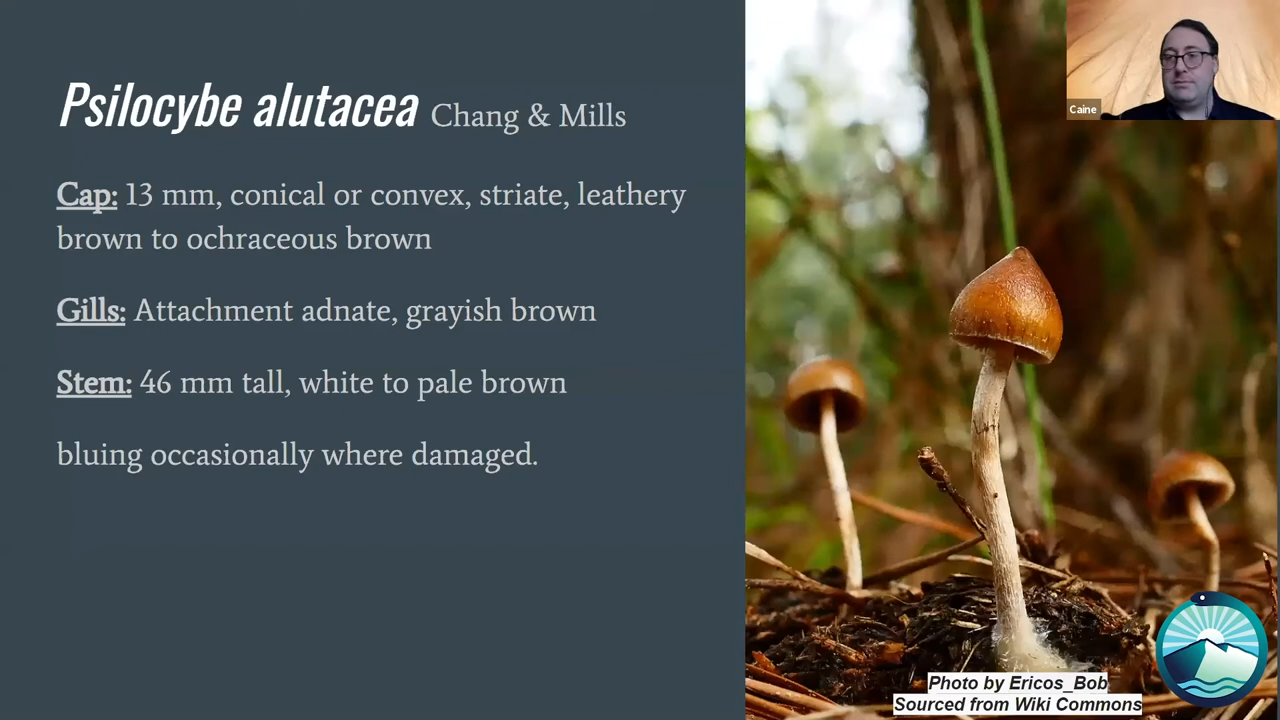 Psilocybe alutacea Chang & Mills
Cap: 13 mm, conical or convex, striate, leathery
brown to ochraceous brown
Gills: Attachment adnate, grayish brown
Stem: 46 mm tall, white to pale brown
bluing occasionally where damaged.
Caine
Photo by Ericos_Bob
Sourced from Wiki Commons